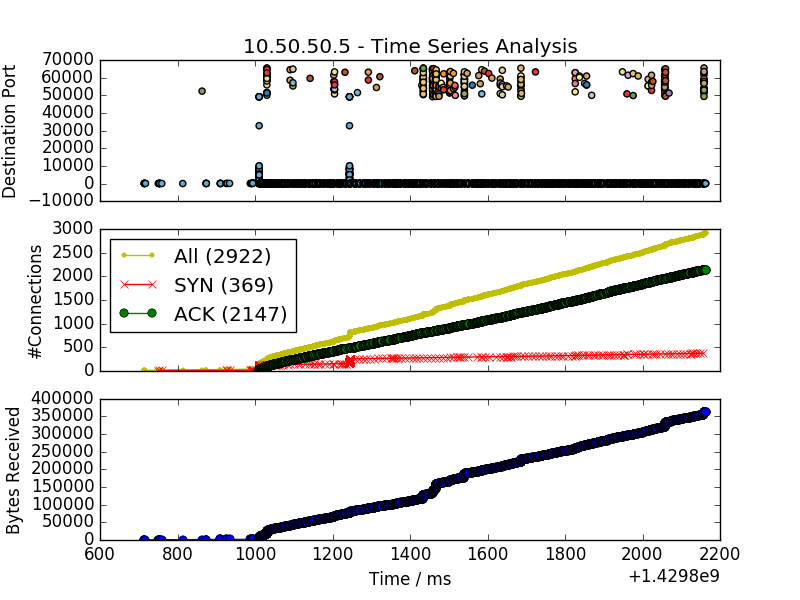 10.50.50.5 - Time Series Analysis
Destination Port
70000
60000
50000
40000
30000
20000
10000
0
−10000
#Connections
3000
2500
2000
1500
1000
500
0
All (2922)
SYN (369)
ACK (2147)
Bytes Received
400000
350000
300000
250000
200000
150000
100000
50000
0
600 800 1000 1200 1400 1600 1800 2000 2200
Time / ms
+1.4298e9